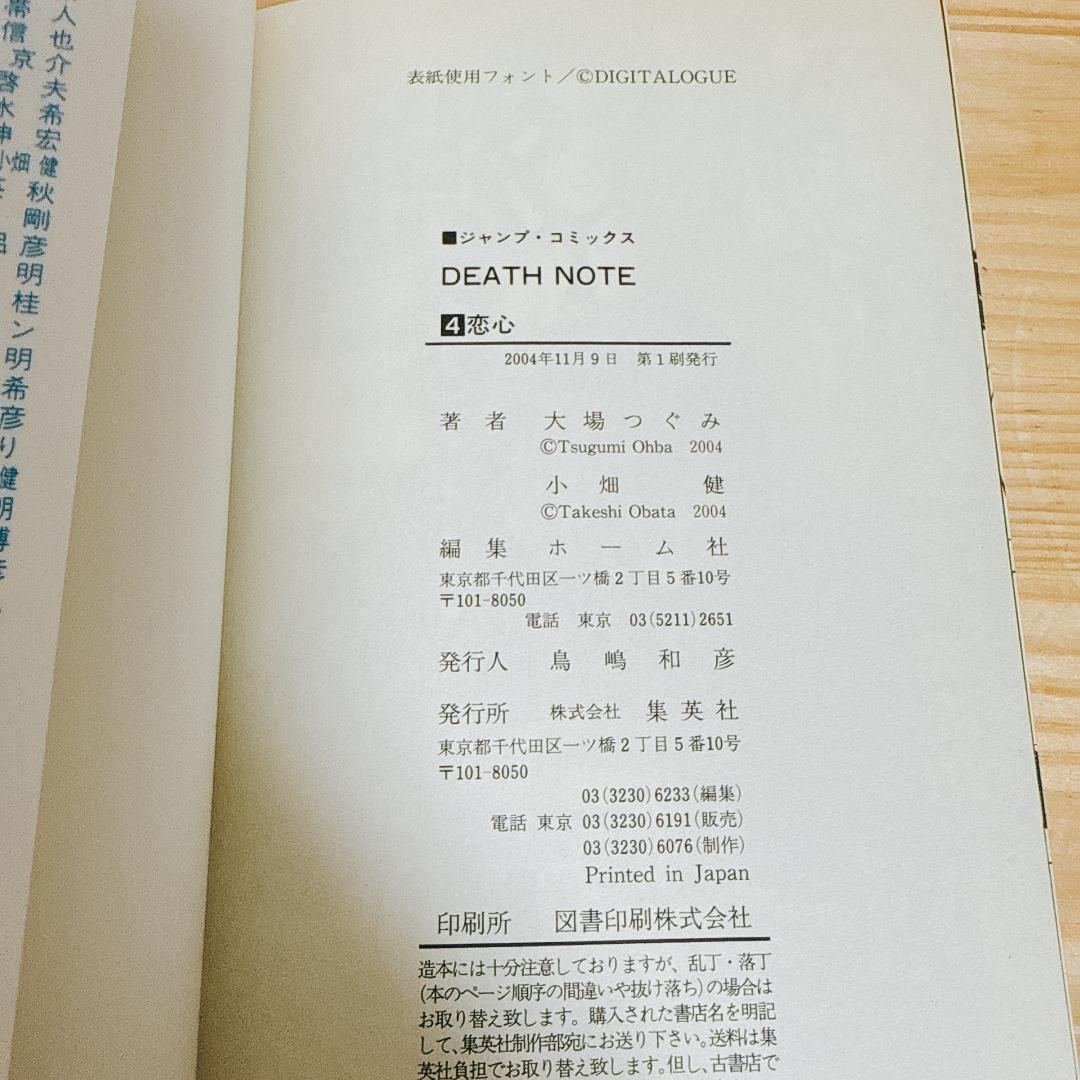 表紙使用フォント／©DIGITALOGUE
■ジャンプ・コミックス
DEATH NOTE
4恋心
2004年11月9日 第1刷発行
著者 大場つぐみ
©Tsugumi Ohba 2004
小畑 健
©Takeshi Obata 2004
編集 ホーム社
東京都千代田区一ツ橋2丁目5番10号
〒101-8050
電話 東京 03(5211)2651
発行人 鳥嶋和彦
発行所 株式会社 集英社
東京都千代田区一ツ橋2丁目5番10号
〒101-8050
03(3230)6233(編集)
電話 東京 03(3230)6191(販売)
03(3230)6076(制作)
Printed in Japan
印刷所 図書印刷株式会社
造本には十分注意しておりますが、乱丁・落丁
(本のページ順序の間違いや抜け落ち)の場合は
お取り替え致します。購入された書店名を明記
して、集英社制作部宛にお送り下さい。送料は集
英社負担でお取り替え致します。但し、古書店で